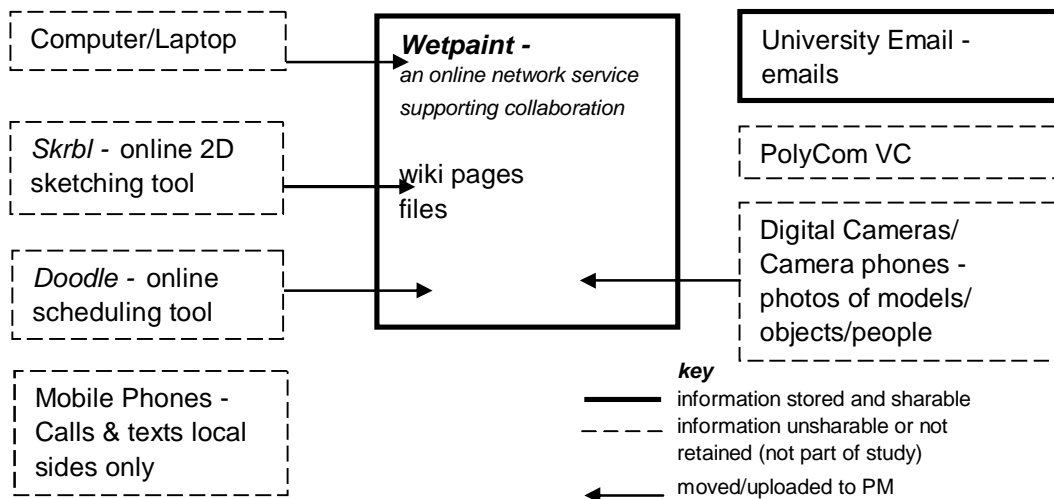 Computer/Laptop
Skrbl - online 2D
sketching tool
Doodle - online
scheduling tool
Mobile Phones -
Calls & texts local
sides only
Wetpaint -
an online network service
supporting collaboration
wiki pages
files
University Email -
emails
PolyCom VC
Digital Cameras/
Camera phones -
photos of models/
objects/people
key
information stored and sharable
information unsharable or not
retained (not part of study)
moved/uploaded to PM